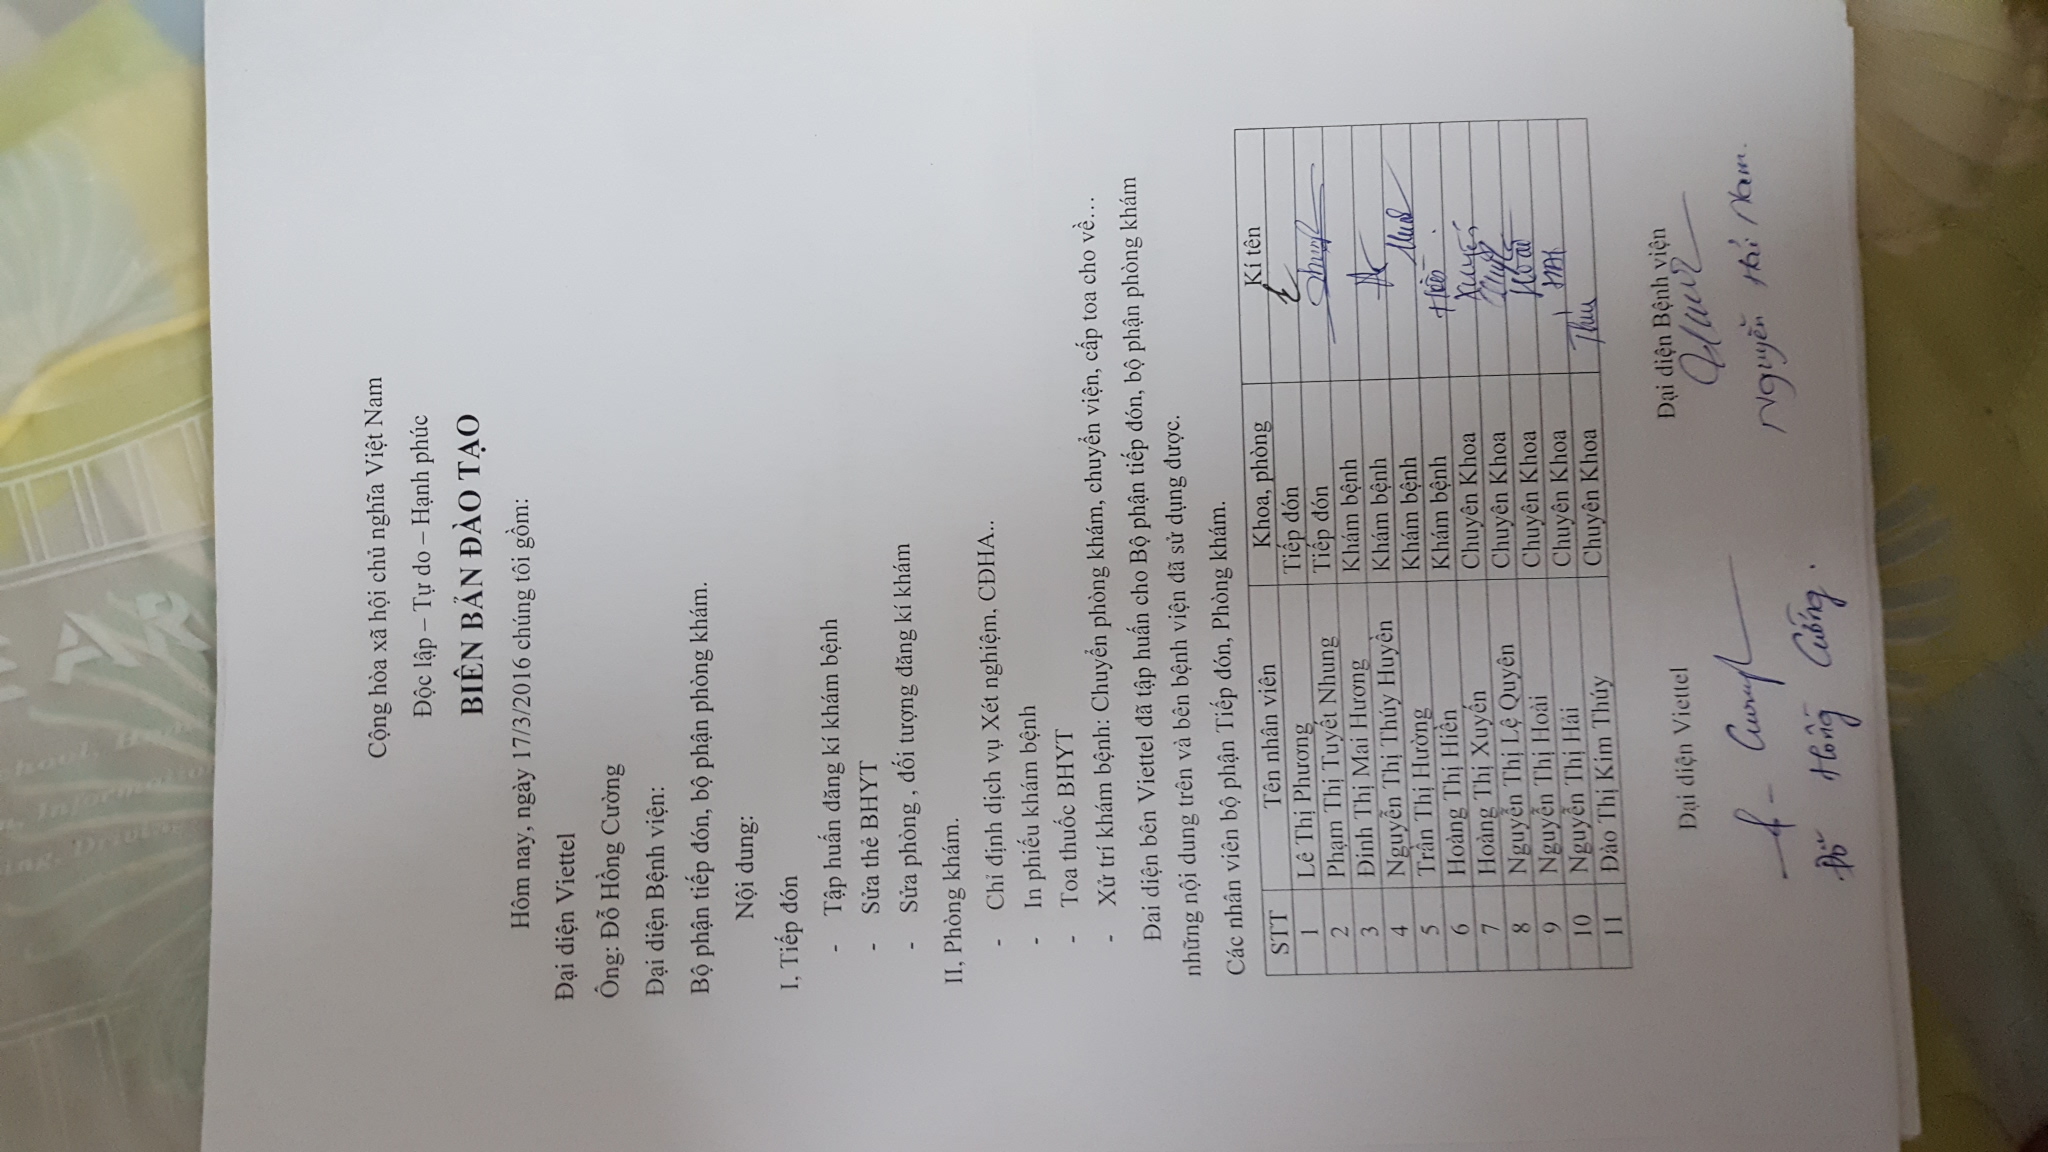 EAR
Cộng hòa xã hội chủ nghĩa Việt Nam
Độc lập – Tự do – Hạnh phúc
BIÊN BẢN ĐÀO TẠO
Hôm nay, ngày 17/3/2016 chúng tôi gồm:
Đại diện Viettel
Ông: Đỗ Hồng Cường
Đại diện Bệnh viện:
Bộ phận tiếp đón, bộ phận phòng khám.
Nội dung:
I, Tiếp đón
- Tập huấn đăng kí khám bệnh
- Sửa thẻ BHYT
- Sửa phòng , đối tượng đăng kí khám
II, Phòng khám.
- Chỉ định dịch vụ Xét nghiệm, CĐHA..
- In phiếu khám bệnh
- Toa thuốc BHYT
- Xử trí khám bệnh: Chuyển phòng khám, chuyển viện, cấp toa cho về…
Đai diện bên Viettel đã tập huấn cho Bộ phận tiếp đón, bộ phận phòng khám
những nội dung trên và bên bệnh viện đã sử dụng được.
Các nhân viên bộ phận Tiếp đón, Phòng khám.
STT Tên nhân viên Khoa, phòng Kí tên
1 Lê Thị Phương Tiếp đón
2 Phạm Thị Tuyết Nhung Tiếp đón
3 Đinh Thị Mai Hương Khám bệnh
4 Nguyễn Thị Thúy Huyền Khám bệnh
5 Trần Thị Hường Khám bệnh
6 Hoàng Thị Hiền Khám bệnh Hiền
7 Hoàng Thị Xuyến Chuyên Khoa Xuyến
8 Nguyễn Thị Lệ Quyên Chuyên Khoa
9 Nguyễn Thị Hoài Chuyên Khoa Hoài
10 Nguyễn Thị Hải Chuyên Khoa HAI
11 Đào Thị Kim Thúy Chuyên Khoa Thúy
Đại diện Viettel Đại diện Bệnh viện
Đỗ Hồng Cường. Nguyễn Hải Nam.